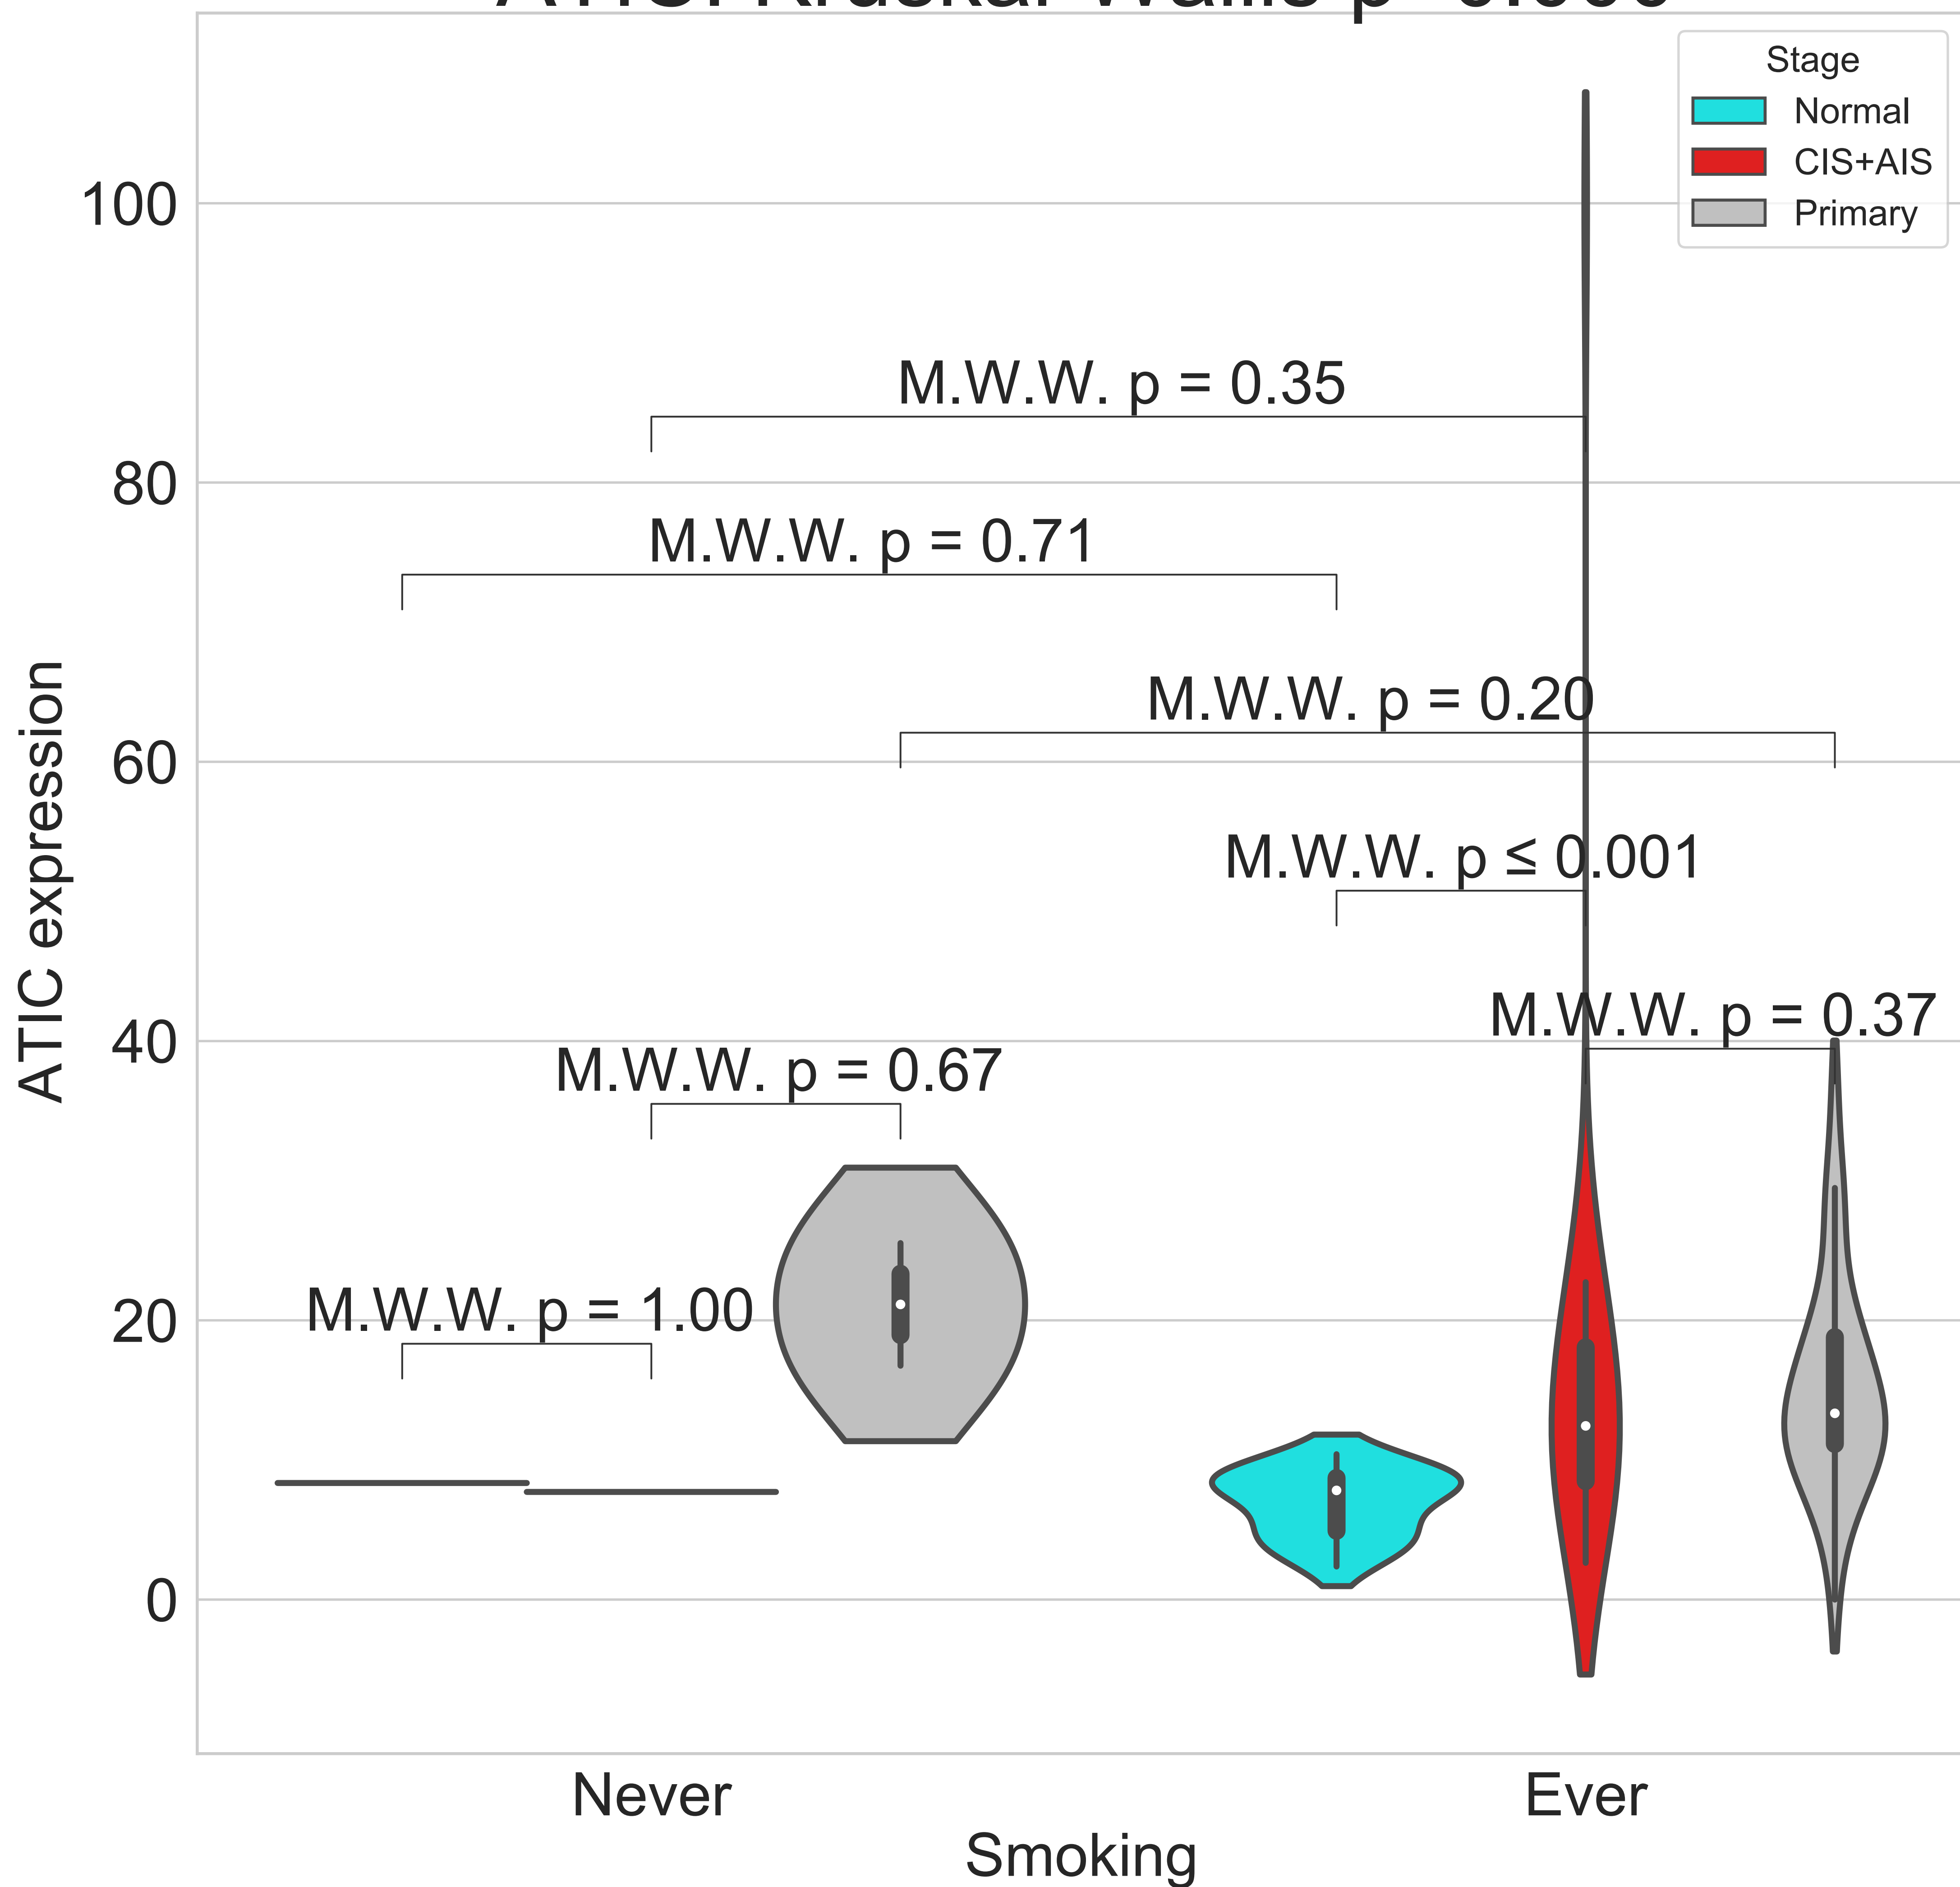 Stage
Normal
CIS+AIS
Primary
100
80
60
40
20
0
ATIC expression
M.W.W. p = 0.35
M.W.W. p = 0.71
M.W.W. p = 0.20
M.W.W. p ≤ 0.001
M.W.W. p = 0.37
M.W.W. p = 0.67
M.W.W. p = 1.00
Never
Ever
Smoking